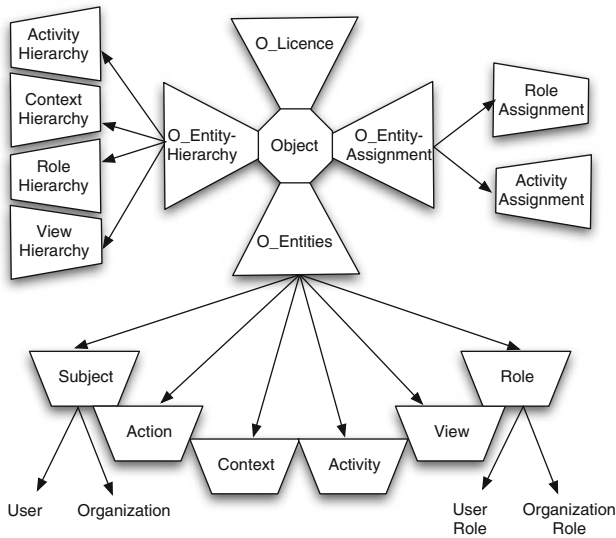 Activity
Hierarchy
Context
Hierarchy
Role
Hierarchy
View
Hierarchy
O_Licence
O_Entity-
Hierarchy
Object
O_Entity-
Assignment
O_Entities
Role
Assignment
Activity
Assignment
Subject
Action
Context
Activity
View
Role
User
Organization
User
Role
Organization
Role